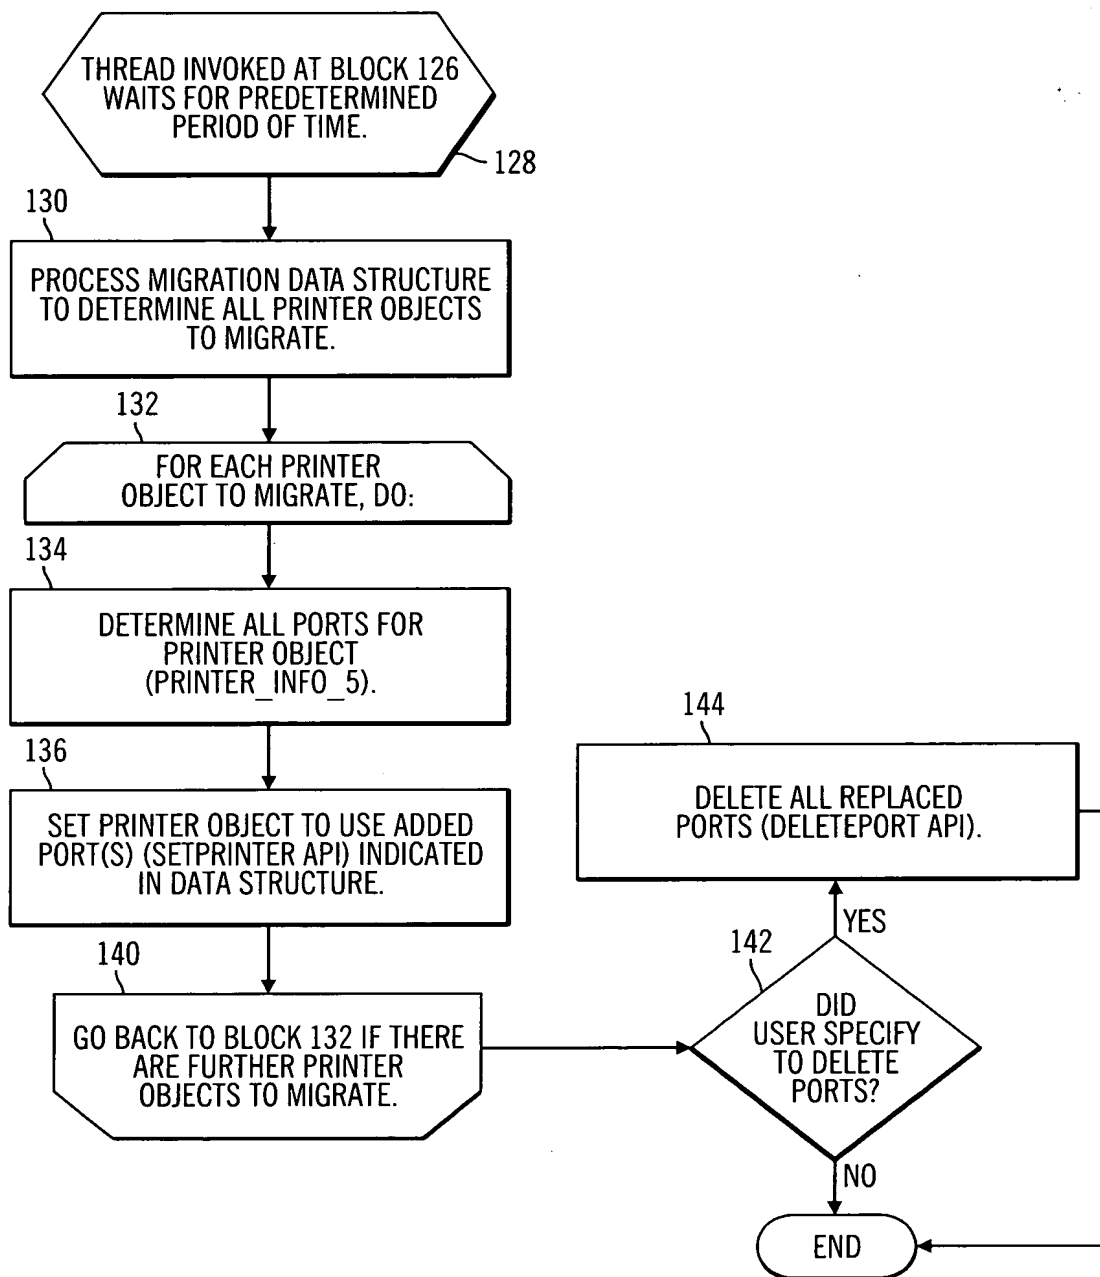 THREAD INVOKED AT BLOCK 126
WAITS FOR PREDETERMINED
PERIOD OF TIME.
128
130
PROCESS MIGRATION DATA STRUCTURE
TO DETERMINE ALL PRINTER OBJECTS
TO MIGRATE.
132
FOR EACH PRINTER
OBJECT TO MIGRATE, DO:
134
DETERMINE ALL PORTS FOR
PRINTER OBJECT
(PRINTER_INFO_5).
136
SET PRINTER OBJECT TO USE ADDED
PORT(S) (SETPRINTER API) INDICATED
IN DATA STRUCTURE.
140
GO BACK TO BLOCK 132 IF THERE
ARE FURTHER PRINTER
OBJECTS TO MIGRATE.
144
DELETE ALL REPLACED
PORTS (DELETEPORT API).
YES
142
DID
USER SPECIFY
TO DELETE
PORTS?
NO
END